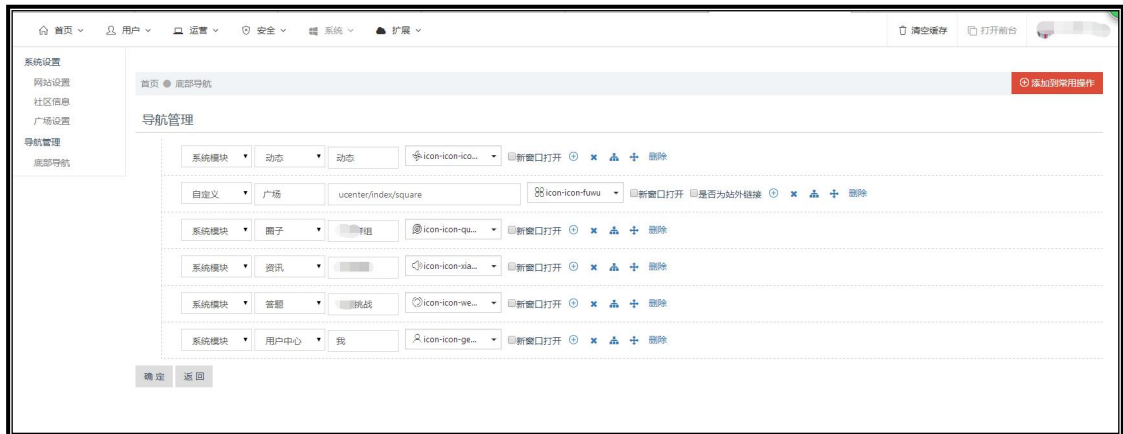 首页 用户 运营 安全 系统 扩展 清空缓存 打开前台
系统设置
网站设置
社区信息
广场设置
导航管理
底部导航
首页 底部导航 添加到常用操作
导航管理
系统模块 动态 动态 icon-icon-ico... 新窗口打开 删除
自定义 广场 ucenter/index/square icon-icon-fuwu 新窗口打开 是否为站外链接 删除
系统模块 圈子 组 icon-icon-qu... 新窗口打开 删除
系统模块 资讯 icon-icon-xia... 新窗口打开 删除
系统模块 答题 挑战 icon-icon-we... 新窗口打开 删除
系统模块 用户中心 我 icon-icon-ge... 新窗口打开 删除
确定 返回